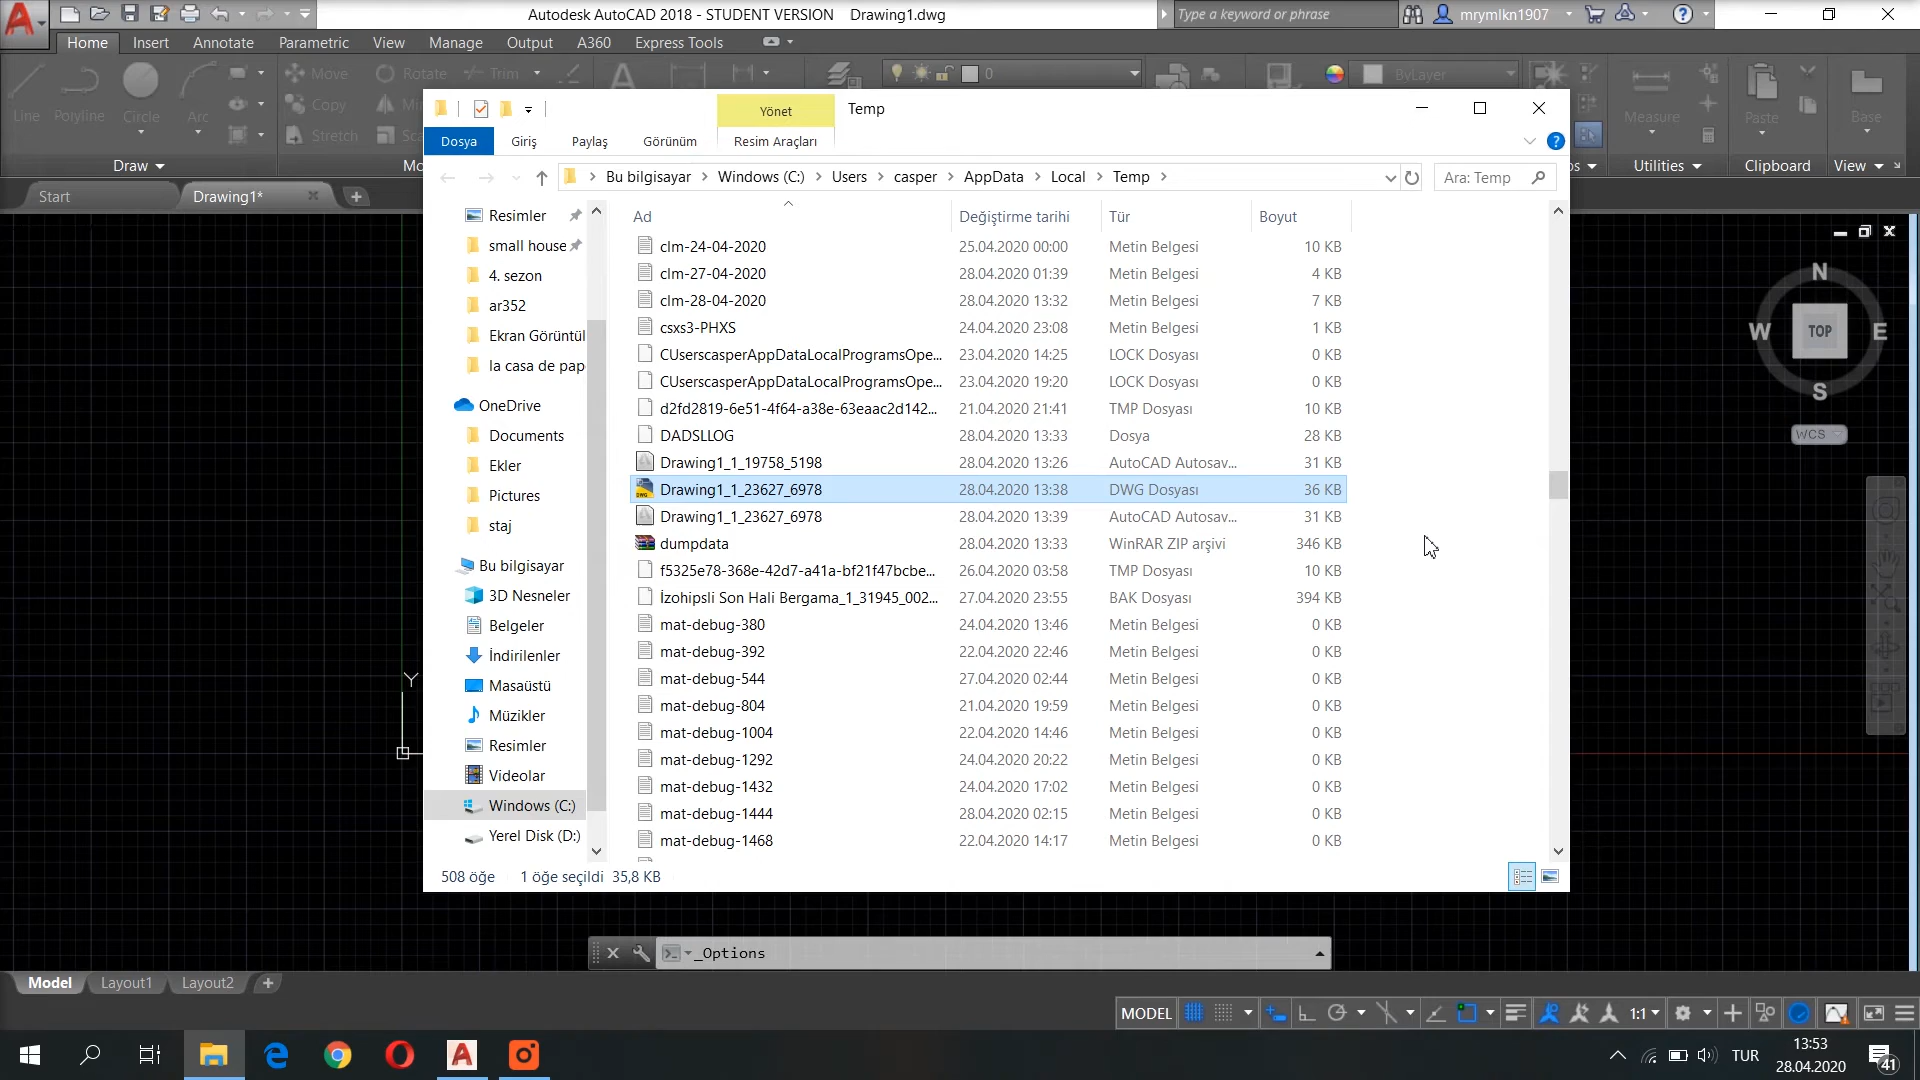 Autodesk AutoCAD 2018 - STUDENT VERSION Drawing1.dwg
Type a keyword or phrase
mrymlkn1907
Home Insert Annotate Parametric View Manage Output A360 Express Tools
Move Rotate Trim
0
ByLayer
Line Polyline Circle Arc
Copy
Stretch
Measure Paste Base
Draw
Utilities Clipboard View
Start Drawing1*
Yönet Temp
Dosya Giriş Paylaş Görünüm Resim Araçları
Bu bilgisayar > Windows (C:) > Users > casper > AppData > Local > Temp >
Ara: Temp
Resimler
small house
4. sezon
ar352
Ekran Görüntül
la casa de pap
OneDrive
Documents
Ekler
Pictures
staj
Bu bilgisayar
3D Nesneler
Belgeler
İndirilenler
Masaüstü
Müzikler
Resimler
Videolar
Windows (C:)
Yerel Disk (D:)
Ad Değiştirme tarihi Tür Boyut
clm-24-04-2020 25.04.2020 00:00 Metin Belgesi 10 KB
clm-27-04-2020 28.04.2020 01:39 Metin Belgesi 4 KB
clm-28-04-2020 28.04.2020 13:32 Metin Belgesi 7 KB
csxs3-PHXS 24.04.2020 23:08 Metin Belgesi 1 KB
CUserscasperAppDataLocalProgramsOpe... 23.04.2020 14:25 LOCK Dosyası 0 KB
CUserscasperAppDataLocalProgramsOpe... 23.04.2020 19:20 LOCK Dosyası 0 KB
d2fd2819-6e51-4f64-a38e-63eaac2d142... 21.04.2020 21:41 TMP Dosyası 10 KB
DADSLLOG 28.04.2020 13:33 Dosya 28 KB
Drawing1_1_19758_5198 28.04.2020 13:26 AutoCAD Autosav... 31 KB
Drawing1_1_23627_6978 28.04.2020 13:38 DWG Dosyası 36 KB
Drawing1_1_23627_6978 28.04.2020 13:39 AutoCAD Autosav... 31 KB
dumpdata 28.04.2020 13:33 WinRAR ZIP arşivi 346 KB
f5325e78-368e-42d7-a41a-bf21f47bcbe... 26.04.2020 03:58 TMP Dosyası 10 KB
İzohipsli Son Hali Bergama_1_31945_002... 27.04.2020 23:55 BAK Dosyası 394 KB
mat-debug-380 24.04.2020 13:46 Metin Belgesi 0 KB
mat-debug-392 22.04.2020 22:46 Metin Belgesi 0 KB
mat-debug-544 27.04.2020 02:44 Metin Belgesi 0 KB
mat-debug-804 21.04.2020 19:59 Metin Belgesi 0 KB
mat-debug-1004 22.04.2020 14:46 Metin Belgesi 0 KB
mat-debug-1292 24.04.2020 20:22 Metin Belgesi 0 KB
mat-debug-1432 24.04.2020 17:02 Metin Belgesi 0 KB
mat-debug-1444 28.04.2020 02:15 Metin Belgesi 0 KB
mat-debug-1468 22.04.2020 14:17 Metin Belgesi 0 KB
508 öğe 1 öğe seçildi 35,8 KB
N
W TOP E
S
WCS
Y
_Options
Model Layout1 Layout2
MODEL 1:1
TUR
13:53
28.04.2020
41